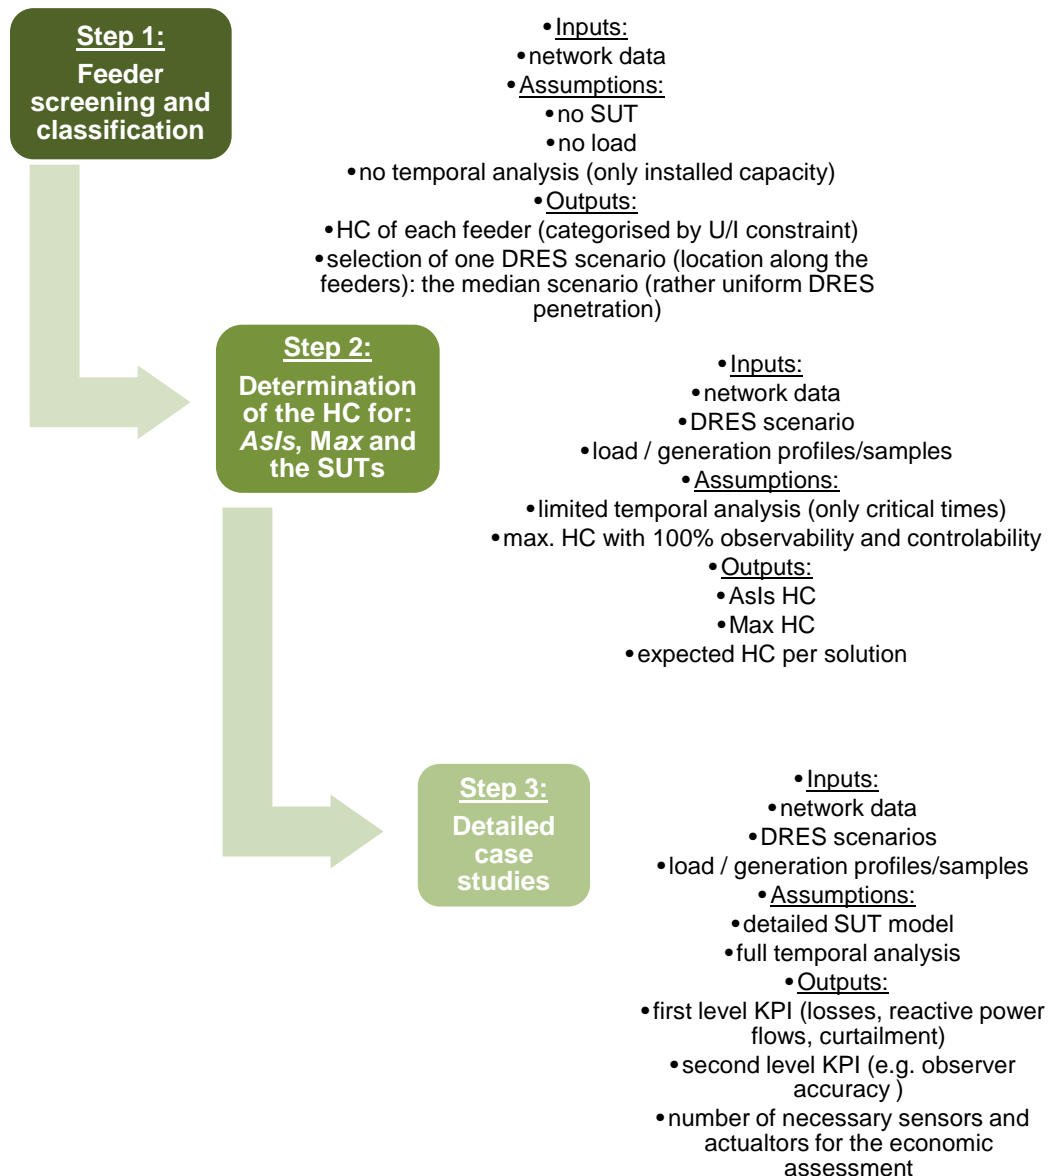 Step 1:
Feeder
screening and
classification
•Inputs:
•network data
•Assumptions:
•no SUT
•no load
•no temporal analysis (only installed capacity)
•Outputs:
•HC of each feeder (categorised by U/I constraint)
•selection of one DRES scenario (location along the
feeders): the median scenario (rather uniform DRES
penetration)
Step 2:
Determination
of the HC for:
AsIs, Max and
the SUTs
•Inputs:
•network data
•DRES scenario
•load / generation profiles/samples
•Assumptions:
•limited temporal analysis (only critical times)
•max. HC with 100% observability and controlability
•Outputs:
•AsIs HC
•Max HC
•expected HC per solution
Step 3:
Detailed
case
studies
•Inputs:
•network data
•DRES scenarios
•load / generation profiles/samples
•Assumptions:
•detailed SUT model
•full temporal analysis
•Outputs:
•first level KPI (losses, reactive power
flows, curtailment)
•second level KPI (e.g. observer
accuracy )
•number of necessary sensors and
actualtors for the economic
assessment